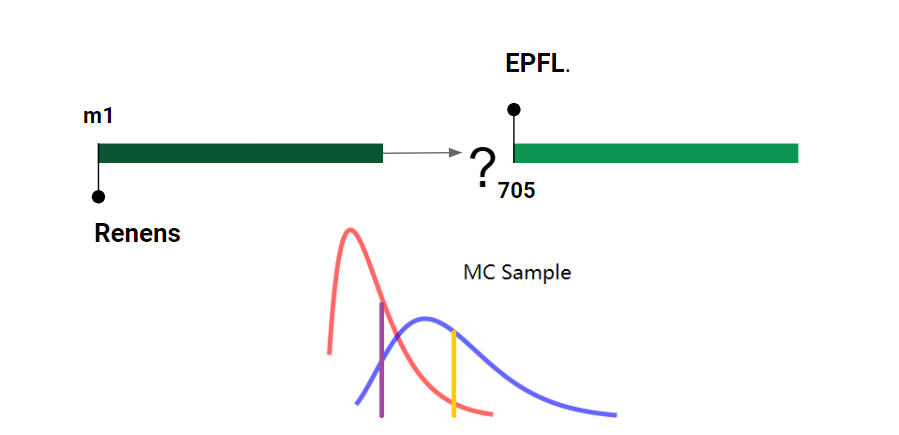 EPFL.
m1
?
705
Renens
MC Sample